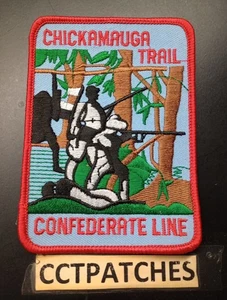 CHICKAMAUGA
TRAIL
CONFEDERATE LINE
CCTPATCHES